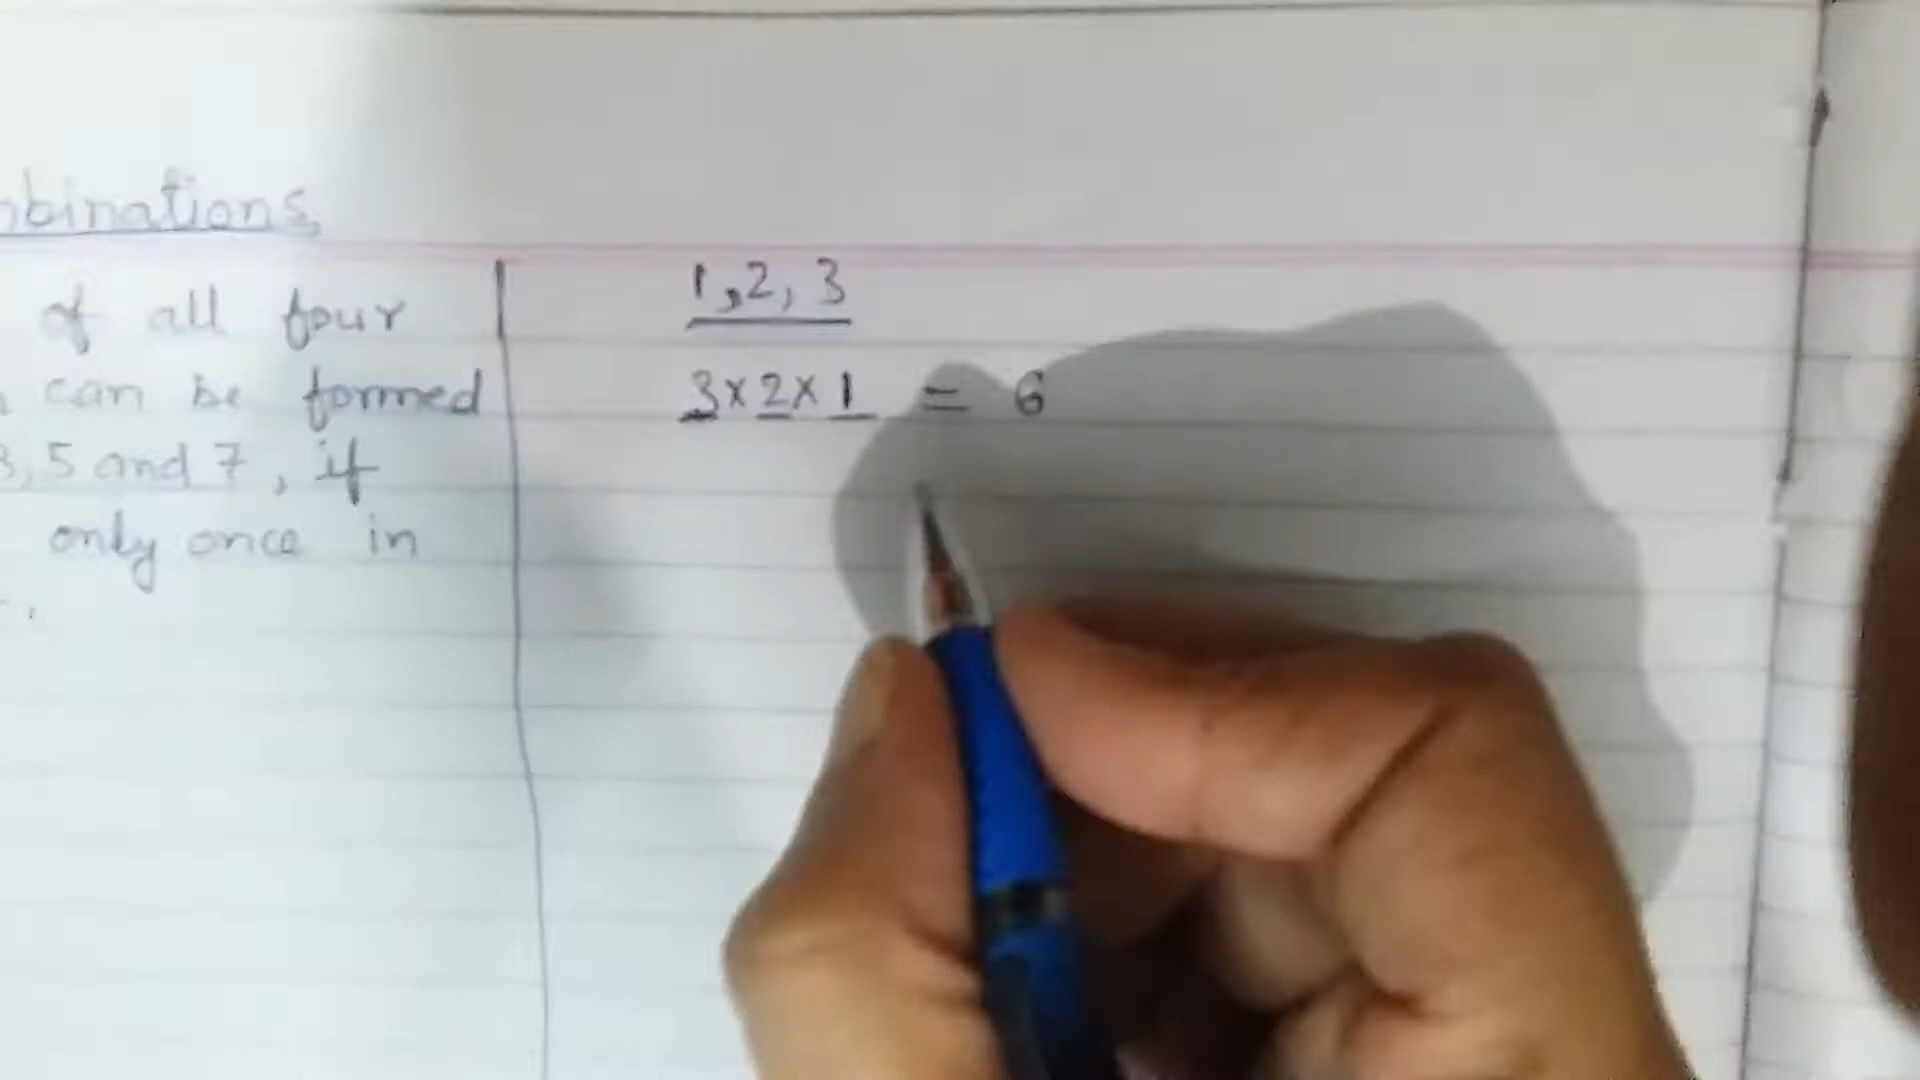 mbinations
of all four
can be formed
3, 5 and 7, if
only once in
1, 2, 3
3 x 2 x 1 = 6